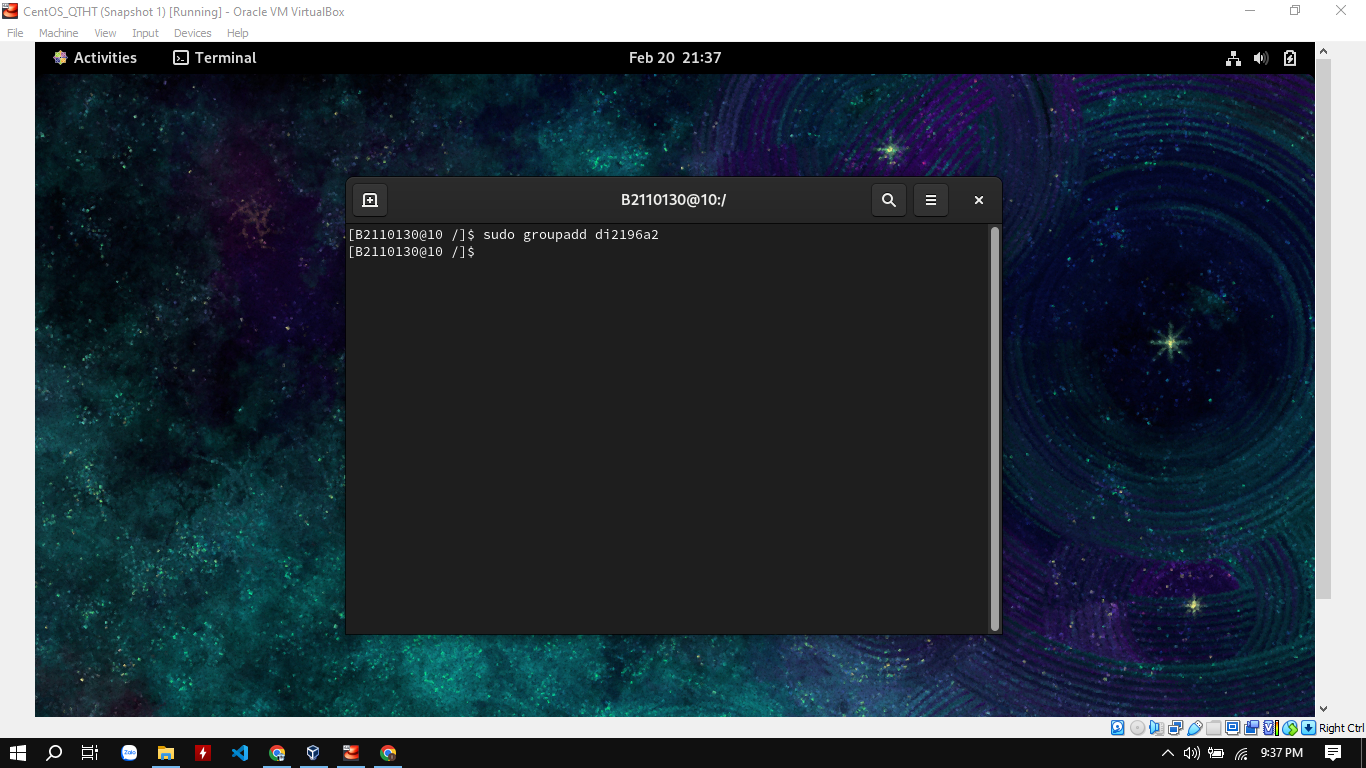 CentOS_QTHT (Snapshot 1) [Running] - Oracle VM VirtualBox
File Machine View Input Devices Help
Activities Terminal Feb 20 21:37
B2110130@10:/
[B2110130@10 /]$ sudo groupadd di2196a2
[B2110130@10 /]$
Right Ctrl
Zalo
9:37 PM